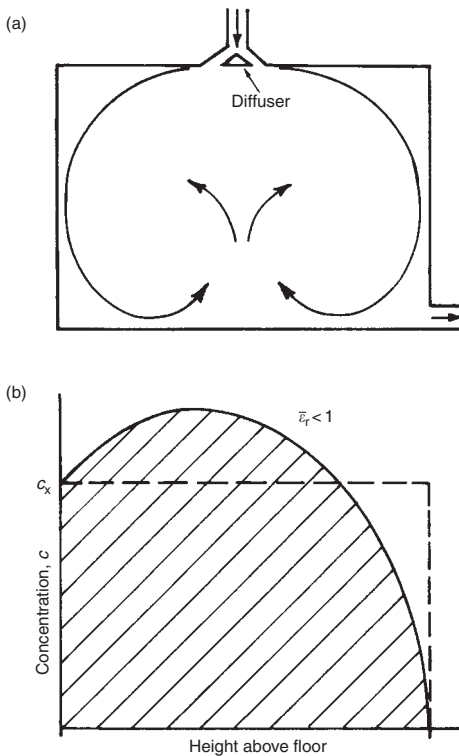 (a)
Diffuser
(b)
ε̅r < 1
cx
Concentration, c
Height above floor